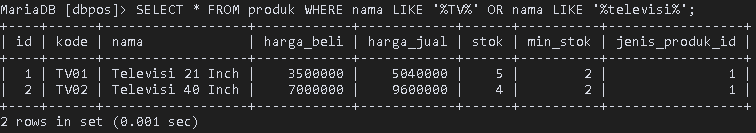 MariaDB [dbpos]> SELECT * FROM produk WHERE nama LIKE '%TV%' OR nama LIKE '%televisi%';
+----+------+------------------+------------+------------+------+----------+-----------------+
| id | kode | nama             | harga_beli | harga_jual | stok | min_stok | jenis_produk_id |
+----+------+------------------+------------+------------+------+----------+-----------------+
|  1 | TV01 | Televisi 21 Inch |    3500000 |    5040000 |    5 |        2 |               1 |
|  2 | TV02 | Televisi 40 Inch |    7000000 |    9600000 |    4 |        2 |               1 |
+----+------+------------------+------------+------------+------+----------+-----------------+
2 rows in set (0.001 sec)